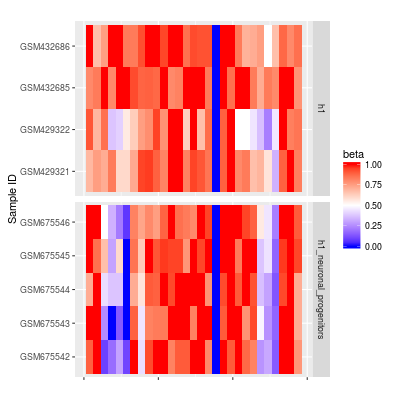 GSM432686
GSM432685
GSM429322
GSM429321
h1
GSM675546
GSM675545
GSM675544
GSM675543
GSM675542
h1_neuronal_progenitors
Sample ID
beta
1.00
0.75
0.50
0.25
0.00